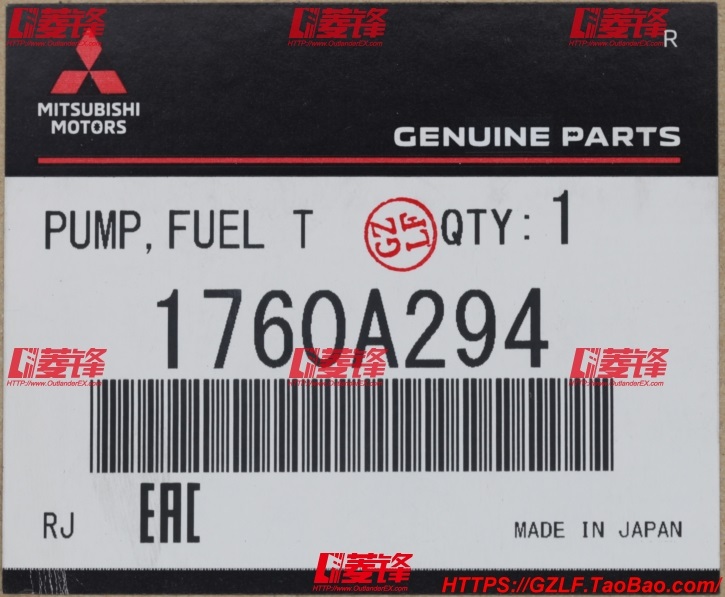 菱锋 菱锋 菱锋
HTTP://www.OutlanderEX.com HTTP://www.OutlanderEX.com HTTP://www.OutlanderEX.com
R
MITSUBISHI
MOTORS
GENUINE PARTS
PUMP, FUEL T GZ LF QTY: 1
1760A294
菱锋 菱锋 菱锋
HTTP://www.OutlanderEX.com HTTP://www.OutlanderEX.com HTTP://www.OutlanderEX.com
RJ EAC MADE IN JAPAN
菱锋
HTTP://www.OutlanderEX.com
HTTPS://GZLF.TaoBao.com/